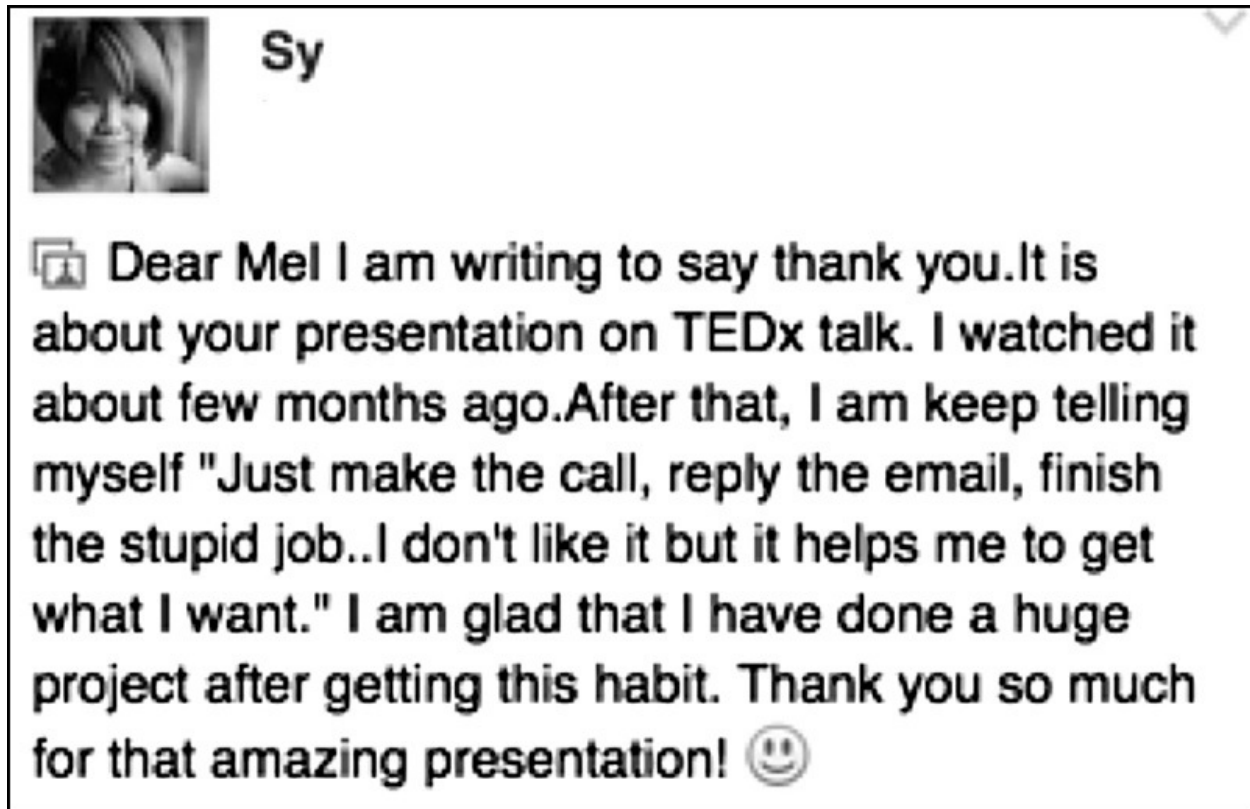 Sy
Dear Mel I am writing to say thank you.It is
about your presentation on TEDx talk. I watched it
about few months ago.After that, I am keep telling
myself "Just make the call, reply the email, finish
the stupid job..I don't like it but it helps me to get
what I want." I am glad that I have done a huge
project after getting this habit. Thank you so much
for that amazing presentation!